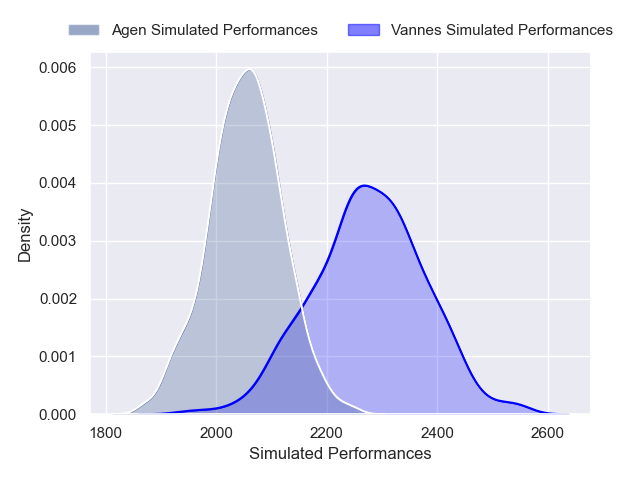 Agen Simulated Performances Vannes Simulated Performances
0.006
0.005
0.004
0.003
0.002
0.001
0.000
Density
1800 2000 2200 2400 2600
Simulated Performances